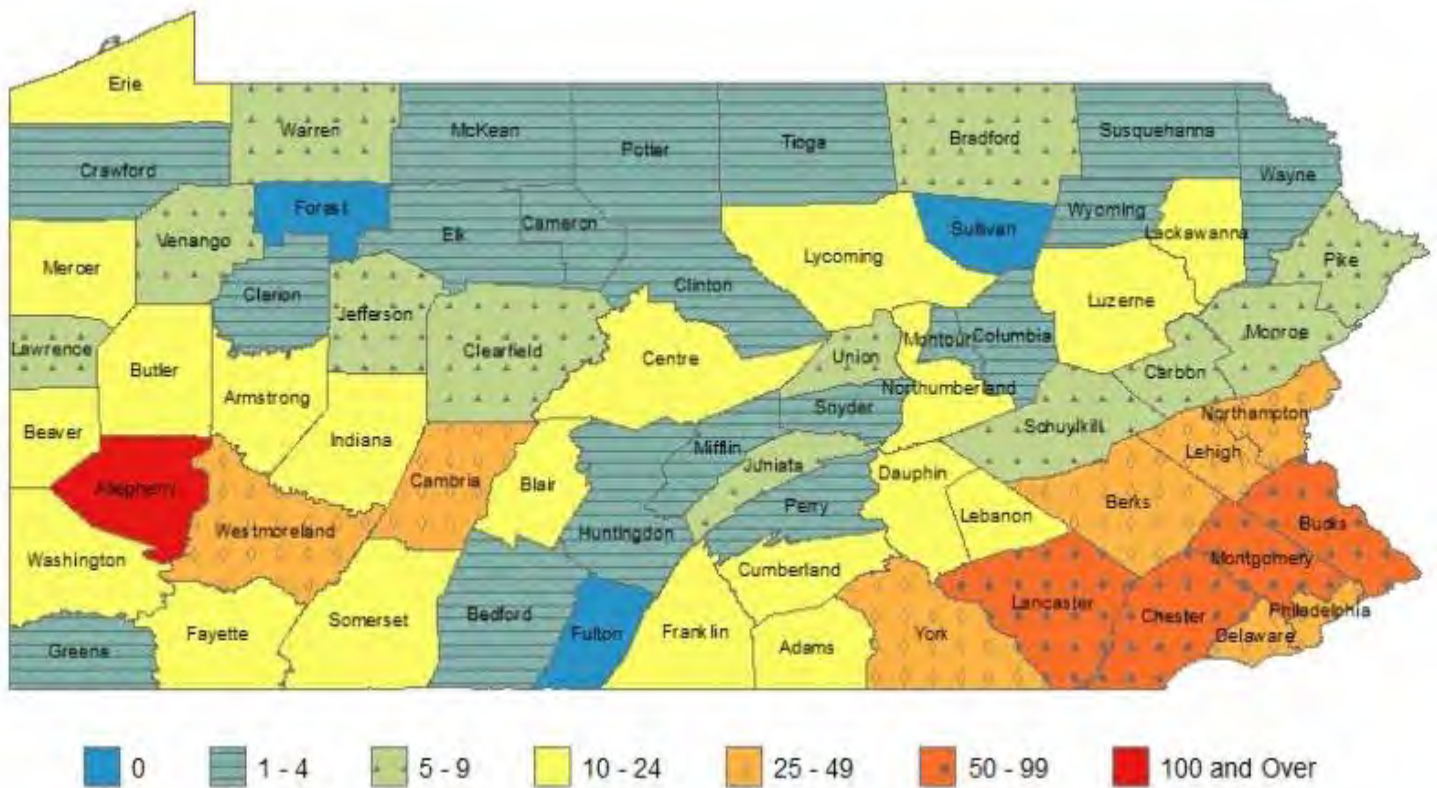 Erie
Warren
McKean
Potter
Tioga
Bradford
Susquehanna
Crawford
Wayne
Forest
Elk
Cameron
Sullivan
Wyoming
Lackawanna
Venango
Mercer
Clarion
Clinton
Lycoming
Luzerne
Pike
Lawrence
Jefferson
Clearfield
Centre
Union
Montour
Columbia
Monroe
Butler
Armstrong
Northumberland
Carbon
Beaver
Indiana
Snyder
Schuylkill
Northampton
Mifflin
Juniata
Lehigh
Allegheny
Cambria
Blair
Dauphin
Westmoreland
Huntingdon
Perry
Lebanon
Berks
Bucks
Washington
Cumberland
Montgomery
Greene
Fayette
Somerset
Bedford
Fulton
Franklin
Adams
York
Lancaster
Chester
Philadelphia
Delaware
0 1 - 4 5 - 9 10 - 24 25 - 49 50 - 99 100 and Over